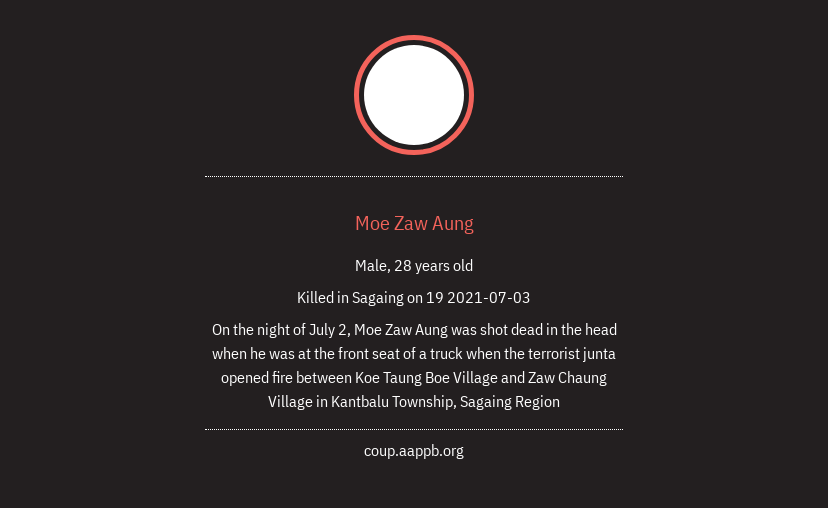 Moe Zaw Aung
Male, 28 years old
Killed in Sagaing on 19 2021-07-03
On the night of July 2, Moe Zaw Aung was shot dead in the head
when he was at the front seat of a truck when the terrorist junta
opened fire between Koe Taung Boe Village and Zaw Chaung
Village in Kantbalu Township, Sagaing Region
coup.aappb.org